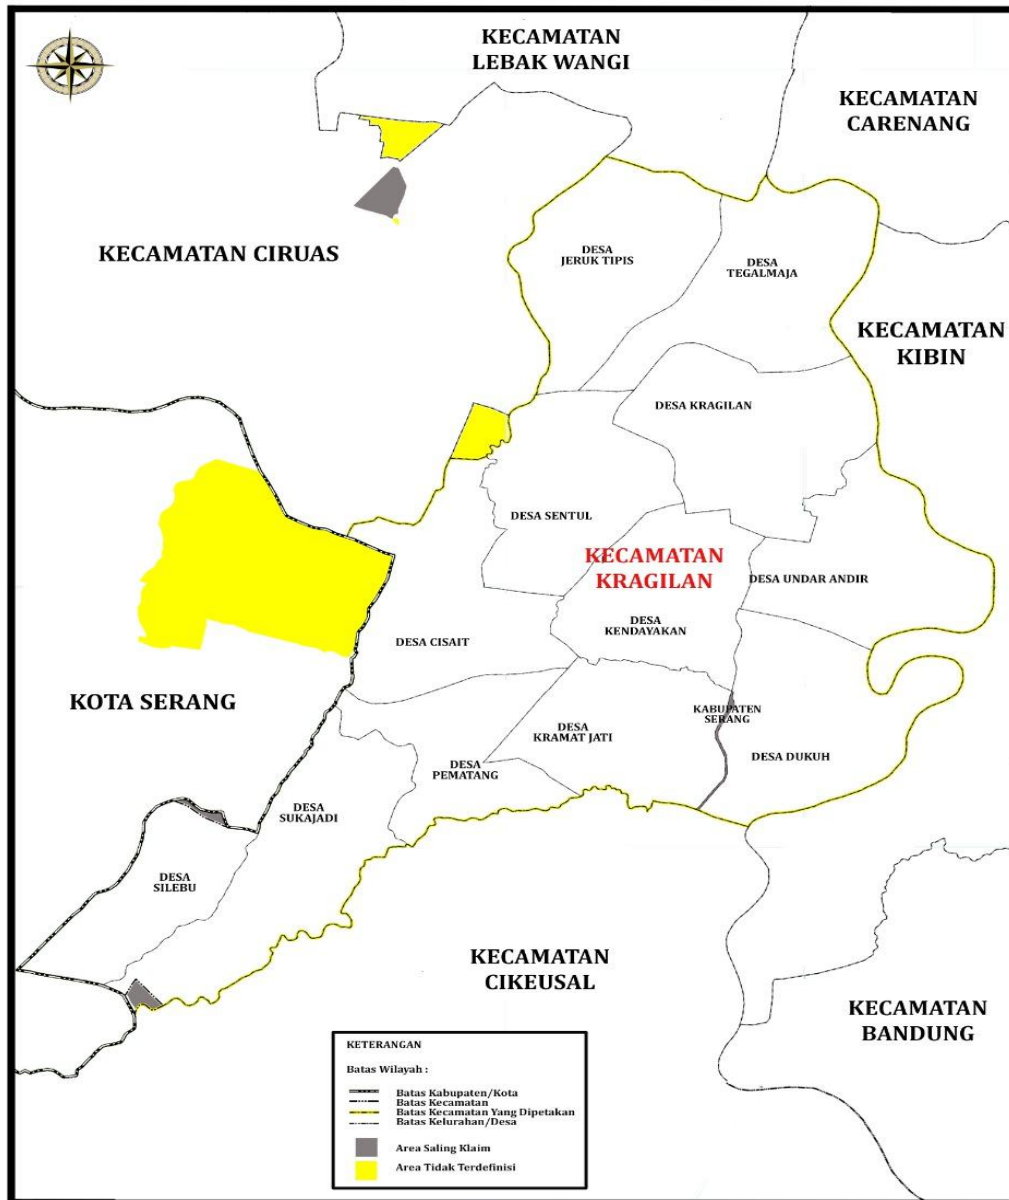 KECAMATAN
LEBAK WANGI
KECAMATAN
CARENANG
KECAMATAN CIRUAS
DESA
JERUK TIPIS
DESA
TEGALMAJA
KECAMATAN
KIBIN
DESA KRAGILAN
DESA SENTUL
KECAMATAN
KRAGILAN
DESA UNDAR ANDIR
DESA
KENDAYAKAN
DESA CISAIT
KOTA SERANG
KABUPATEN
SERANG
DESA
KRAMAT JATI
DESA DUKUH
DESA
PEMATANG
DESA
SUKAJADI
DESA
SILEBU
KECAMATAN
CIKEUSAL
KECAMATAN
BANDUNG
KETERANGAN
Batas Wilayah :
Batas Kabupaten/Kota
Batas Kecamatan
Batas Kecamatan Yang Dipetakan
Batas Kelurahan/Desa
Area Saling Klaim
Area Tidak Terdefinisi